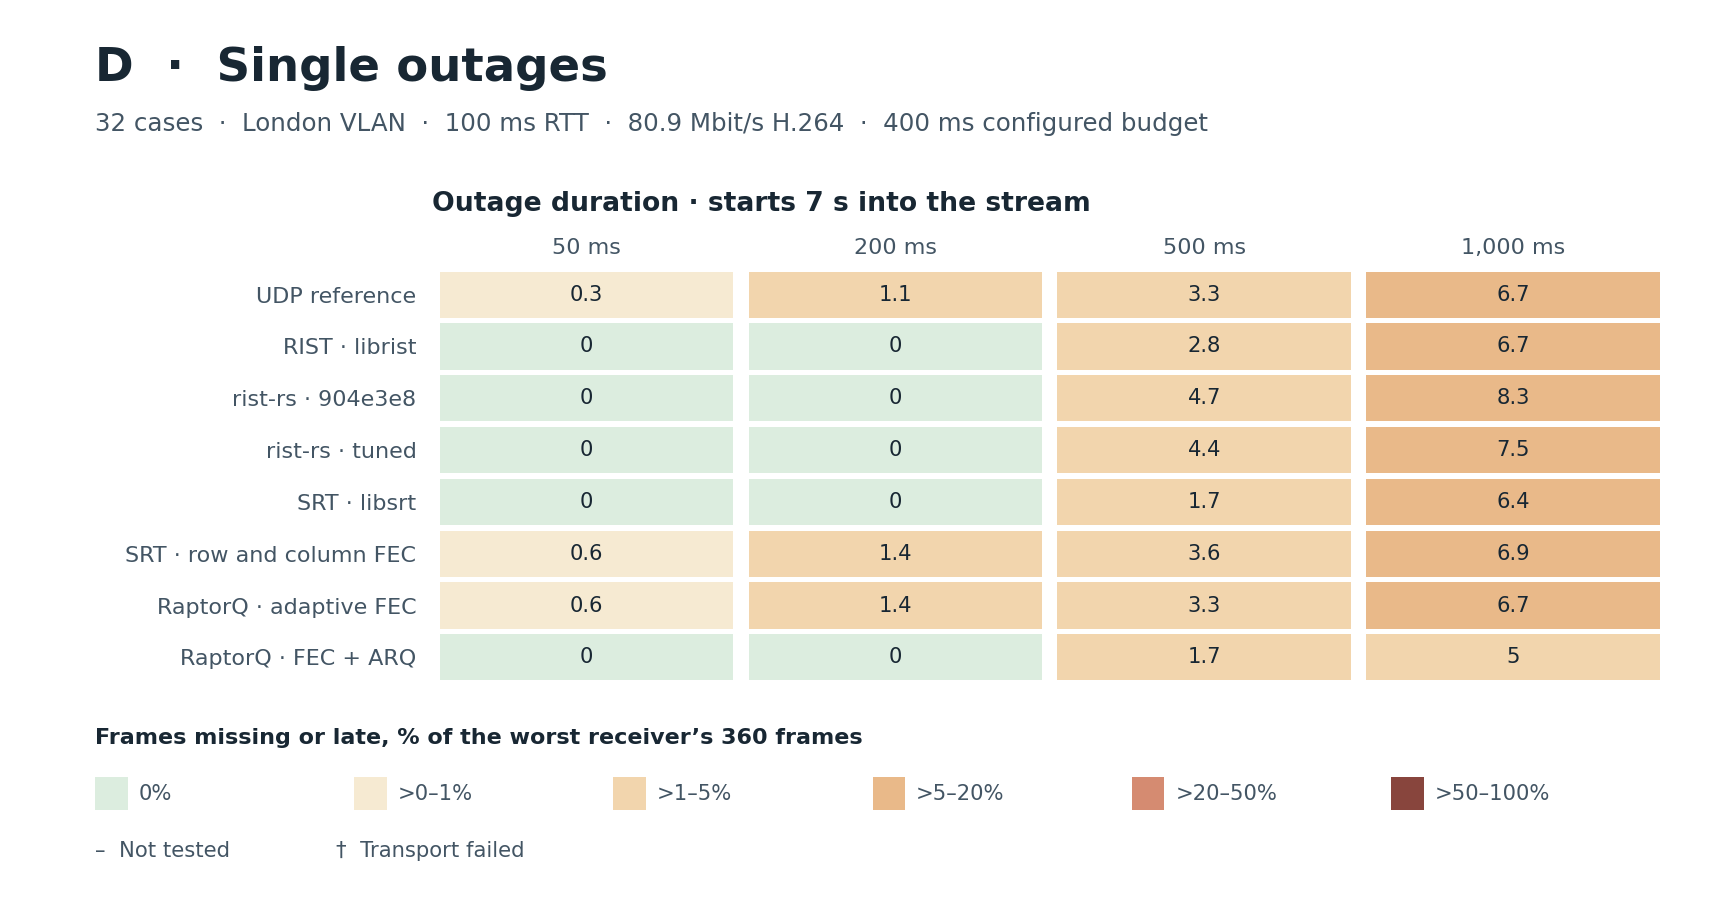 D · Single outages
32 cases · London VLAN · 100 ms RTT · 80.9 Mbit/s H.264 · 400 ms configured budget
Outage duration · starts 7 s into the stream
50 ms 200 ms 500 ms 1,000 ms
UDP reference 0.3 1.1 3.3 6.7
RIST · librist 0 0 2.8 6.7
rist-rs · 904e3e8 0 0 4.7 8.3
rist-rs · tuned 0 0 4.4 7.5
SRT · libsrt 0 0 1.7 6.4
SRT · row and column FEC 0.6 1.4 3.6 6.9
RaptorQ · adaptive FEC 0.6 1.4 3.3 6.7
RaptorQ · FEC + ARQ 0 0 1.7 5
Frames missing or late, % of the worst receiver’s 360 frames
0% >0–1% >1–5% >5–20% >20–50% >50–100%
– Not tested † Transport failed